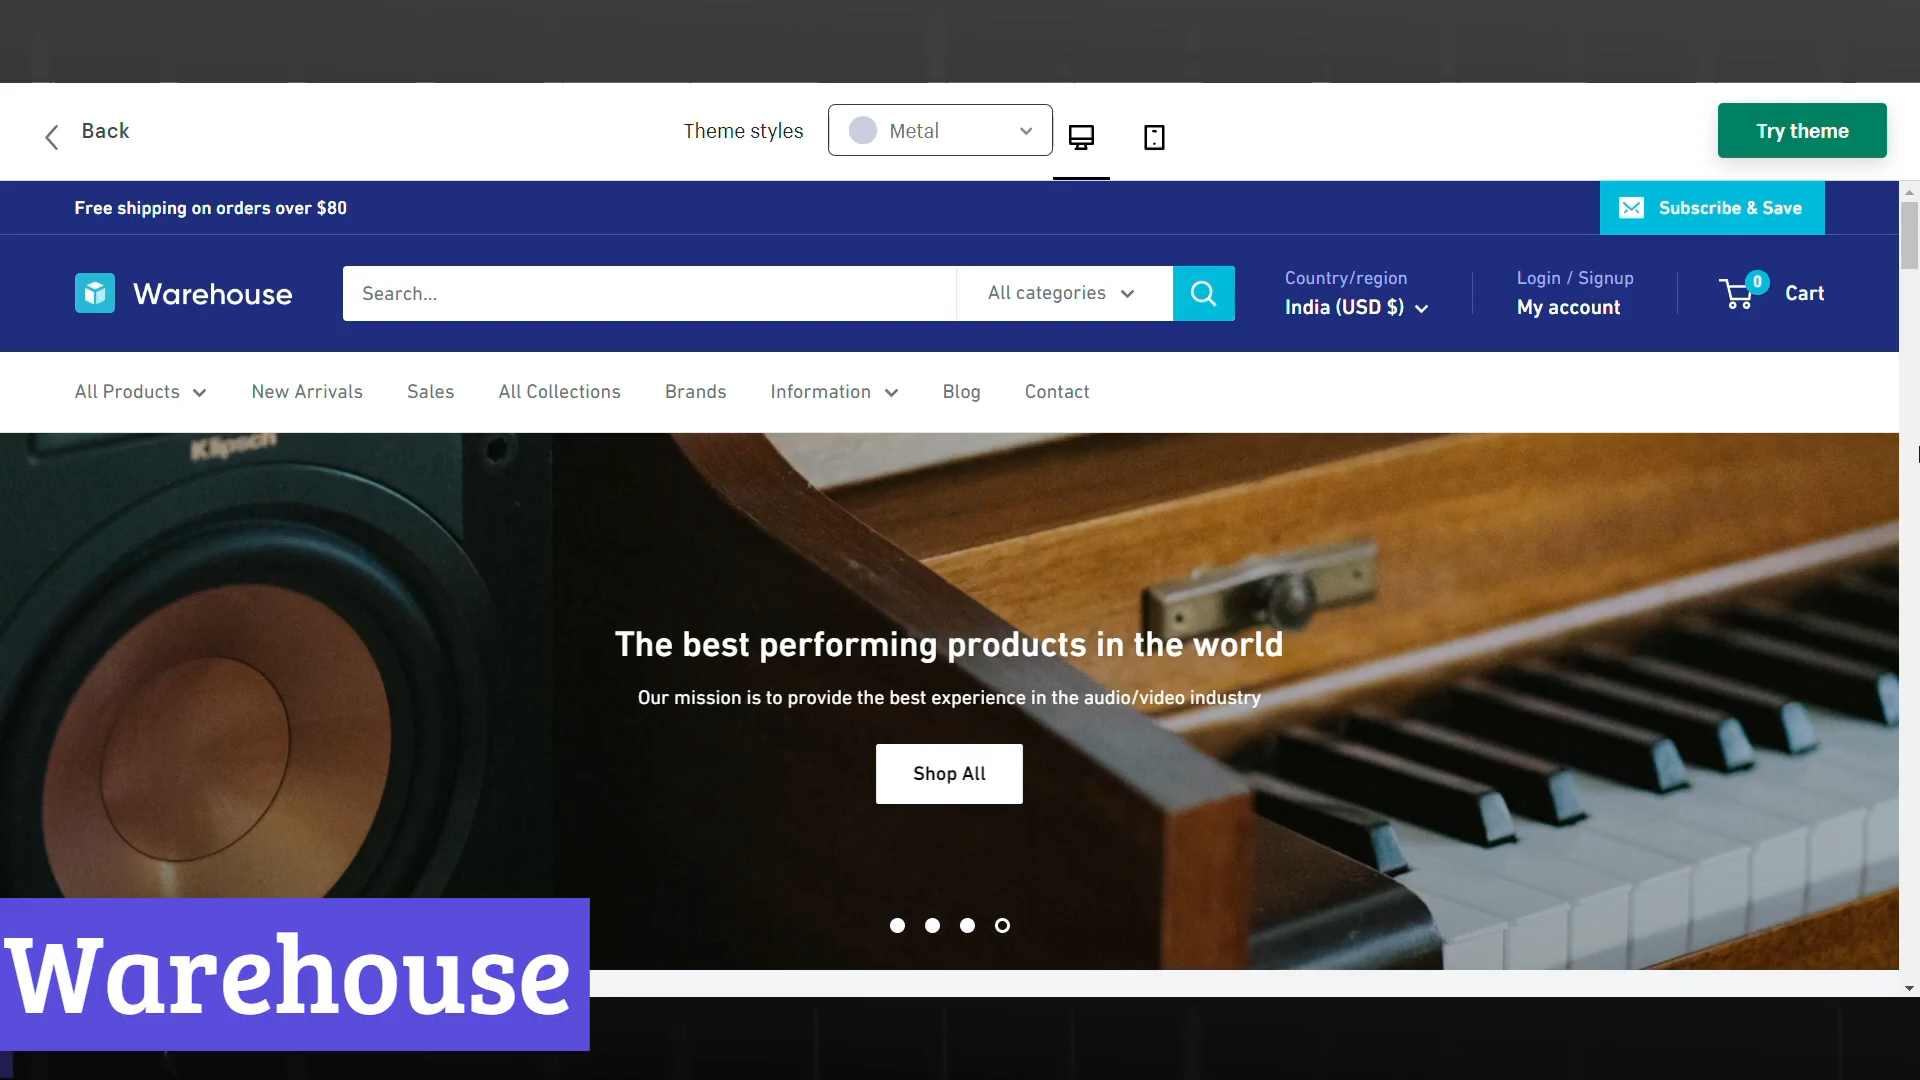 Back
Theme styles
Metal
Try theme
Free shipping on orders over $80
Subscribe & Save
Warehouse
Search...
All categories
Country/region
India (USD $)
Login / Signup
My account
0
Cart
All Products
New Arrivals
Sales
All Collections
Brands
Information
Blog
Contact
Klipsch
The best performing products in the world
Our mission is to provide the best experience in the audio/video industry
Shop All
Warehouse